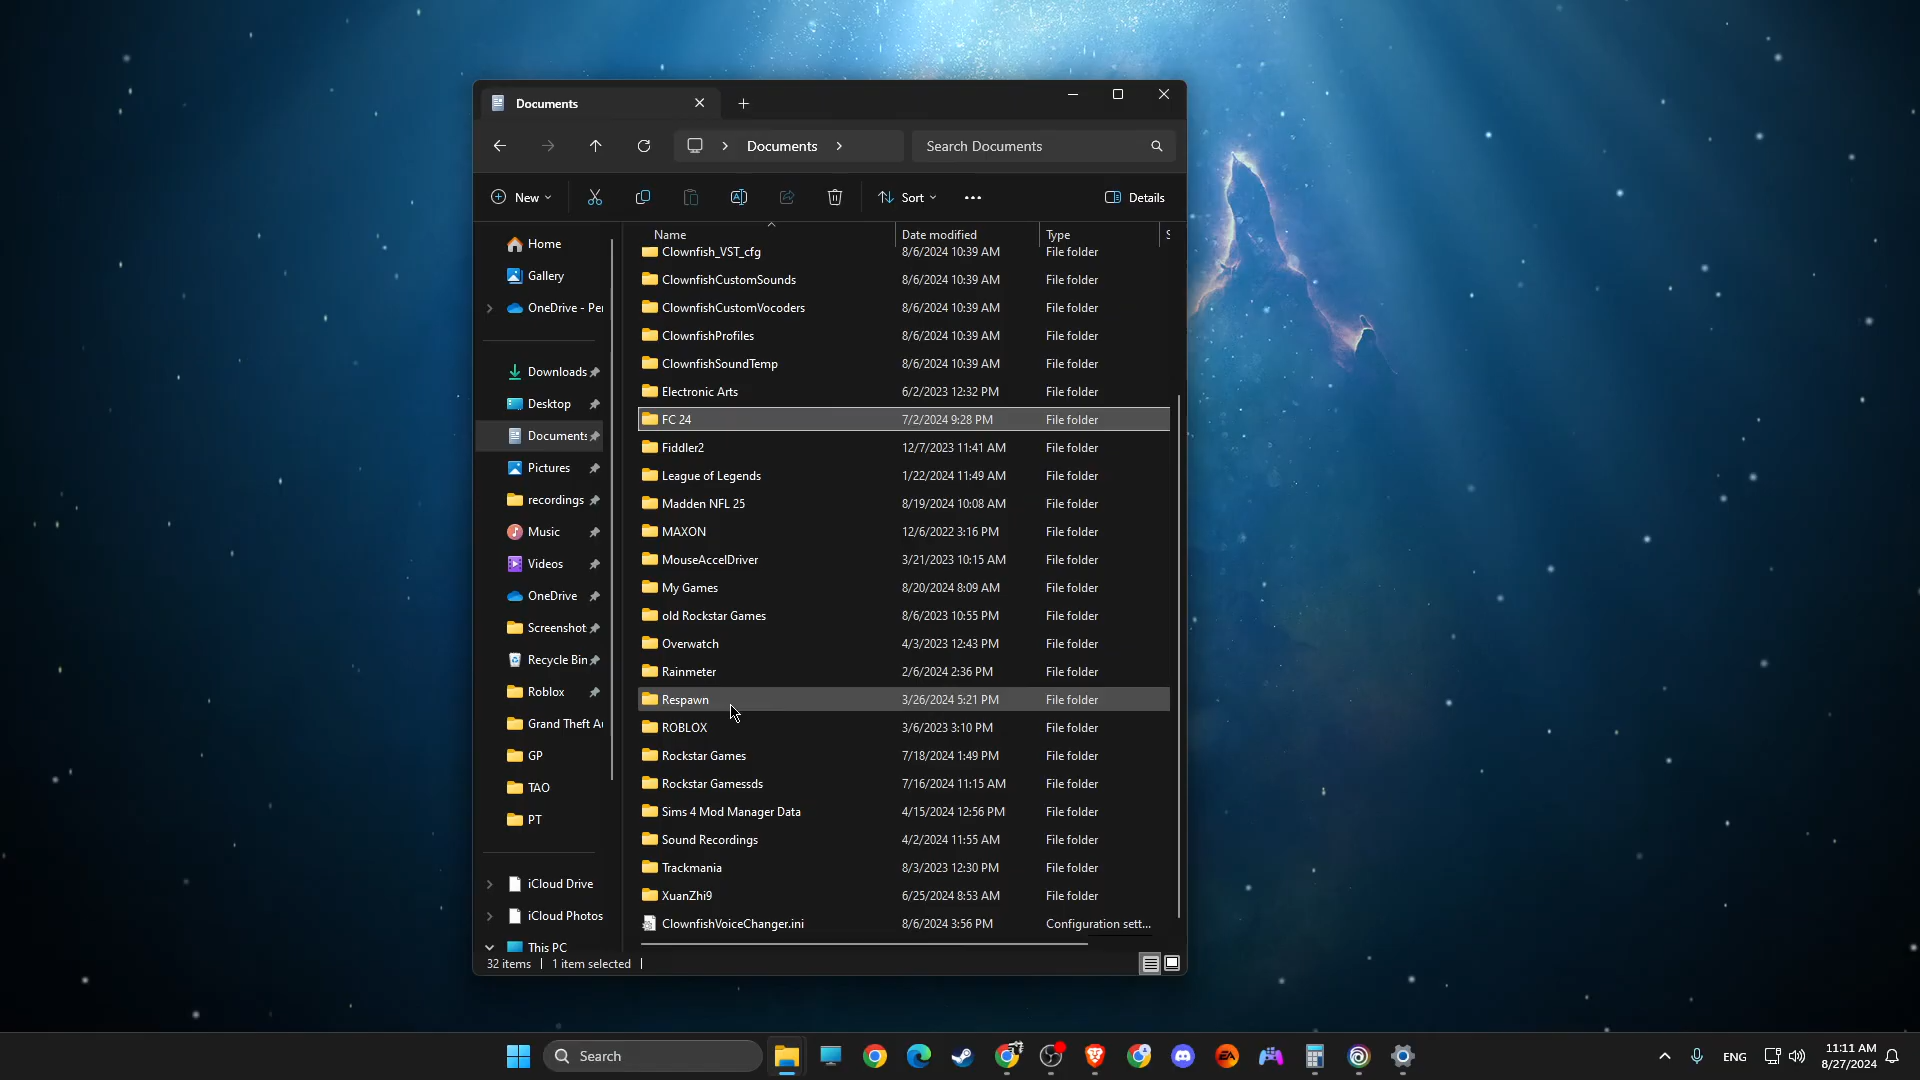 Documents
Documents
Search Documents
New
Sort
Details
Home
Gallery
OneDrive - Per
Downloads
Desktop
Documents
Pictures
recordings
Music
Videos
OneDrive
Screenshot
Recycle Bin
Roblox
Grand Theft Au
GP
TAO
PT
iCloud Drive
iCloud Photos
This PC
Name Date modified Type
Clownfish_VST_cfg 8/6/2024 10:39 AM File folder
ClownfishCustomSounds 8/6/2024 10:39 AM File folder
ClownfishCustomVocoders 8/6/2024 10:39 AM File folder
ClownfishProfiles 8/6/2024 10:39 AM File folder
ClownfishSoundTemp 8/6/2024 10:39 AM File folder
Electronic Arts 6/2/2023 12:32 PM File folder
FC 24 7/2/2024 9:28 PM File folder
Fiddler2 12/7/2023 11:41 AM File folder
League of Legends 1/22/2024 11:49 AM File folder
Madden NFL 25 8/19/2024 10:08 AM File folder
MAXON 12/6/2022 3:16 PM File folder
MouseAccelDriver 3/21/2023 10:15 AM File folder
My Games 8/20/2024 8:09 AM File folder
old Rockstar Games 8/6/2023 10:55 PM File folder
Overwatch 4/3/2023 12:43 PM File folder
Rainmeter 2/6/2024 2:36 PM File folder
Respawn 3/26/2024 5:21 PM File folder
ROBLOX 3/6/2023 3:10 PM File folder
Rockstar Games 7/18/2024 1:49 PM File folder
Rockstar Gamessds 7/16/2024 11:15 AM File folder
Sims 4 Mod Manager Data 4/15/2024 12:56 PM File folder
Sound Recordings 4/2/2024 11:55 AM File folder
Trackmania 8/3/2023 12:30 PM File folder
XuanZhi9 6/25/2024 8:53 AM File folder
ClownfishVoiceChanger.ini 8/6/2024 3:56 PM Configuration sett...
32 items 1 item selected
Search
EA
ENG
11:11 AM
8/27/2024